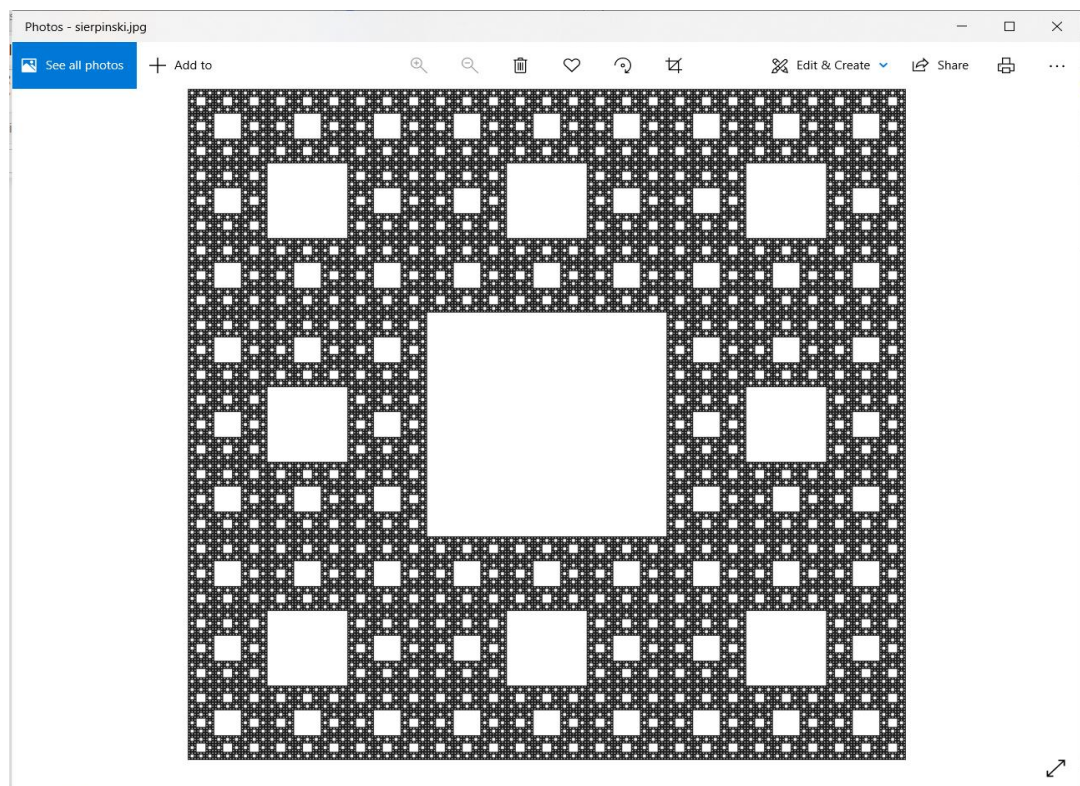 Photos - sierpinski.jpg
See all photos
Add to
Edit & Create
Share